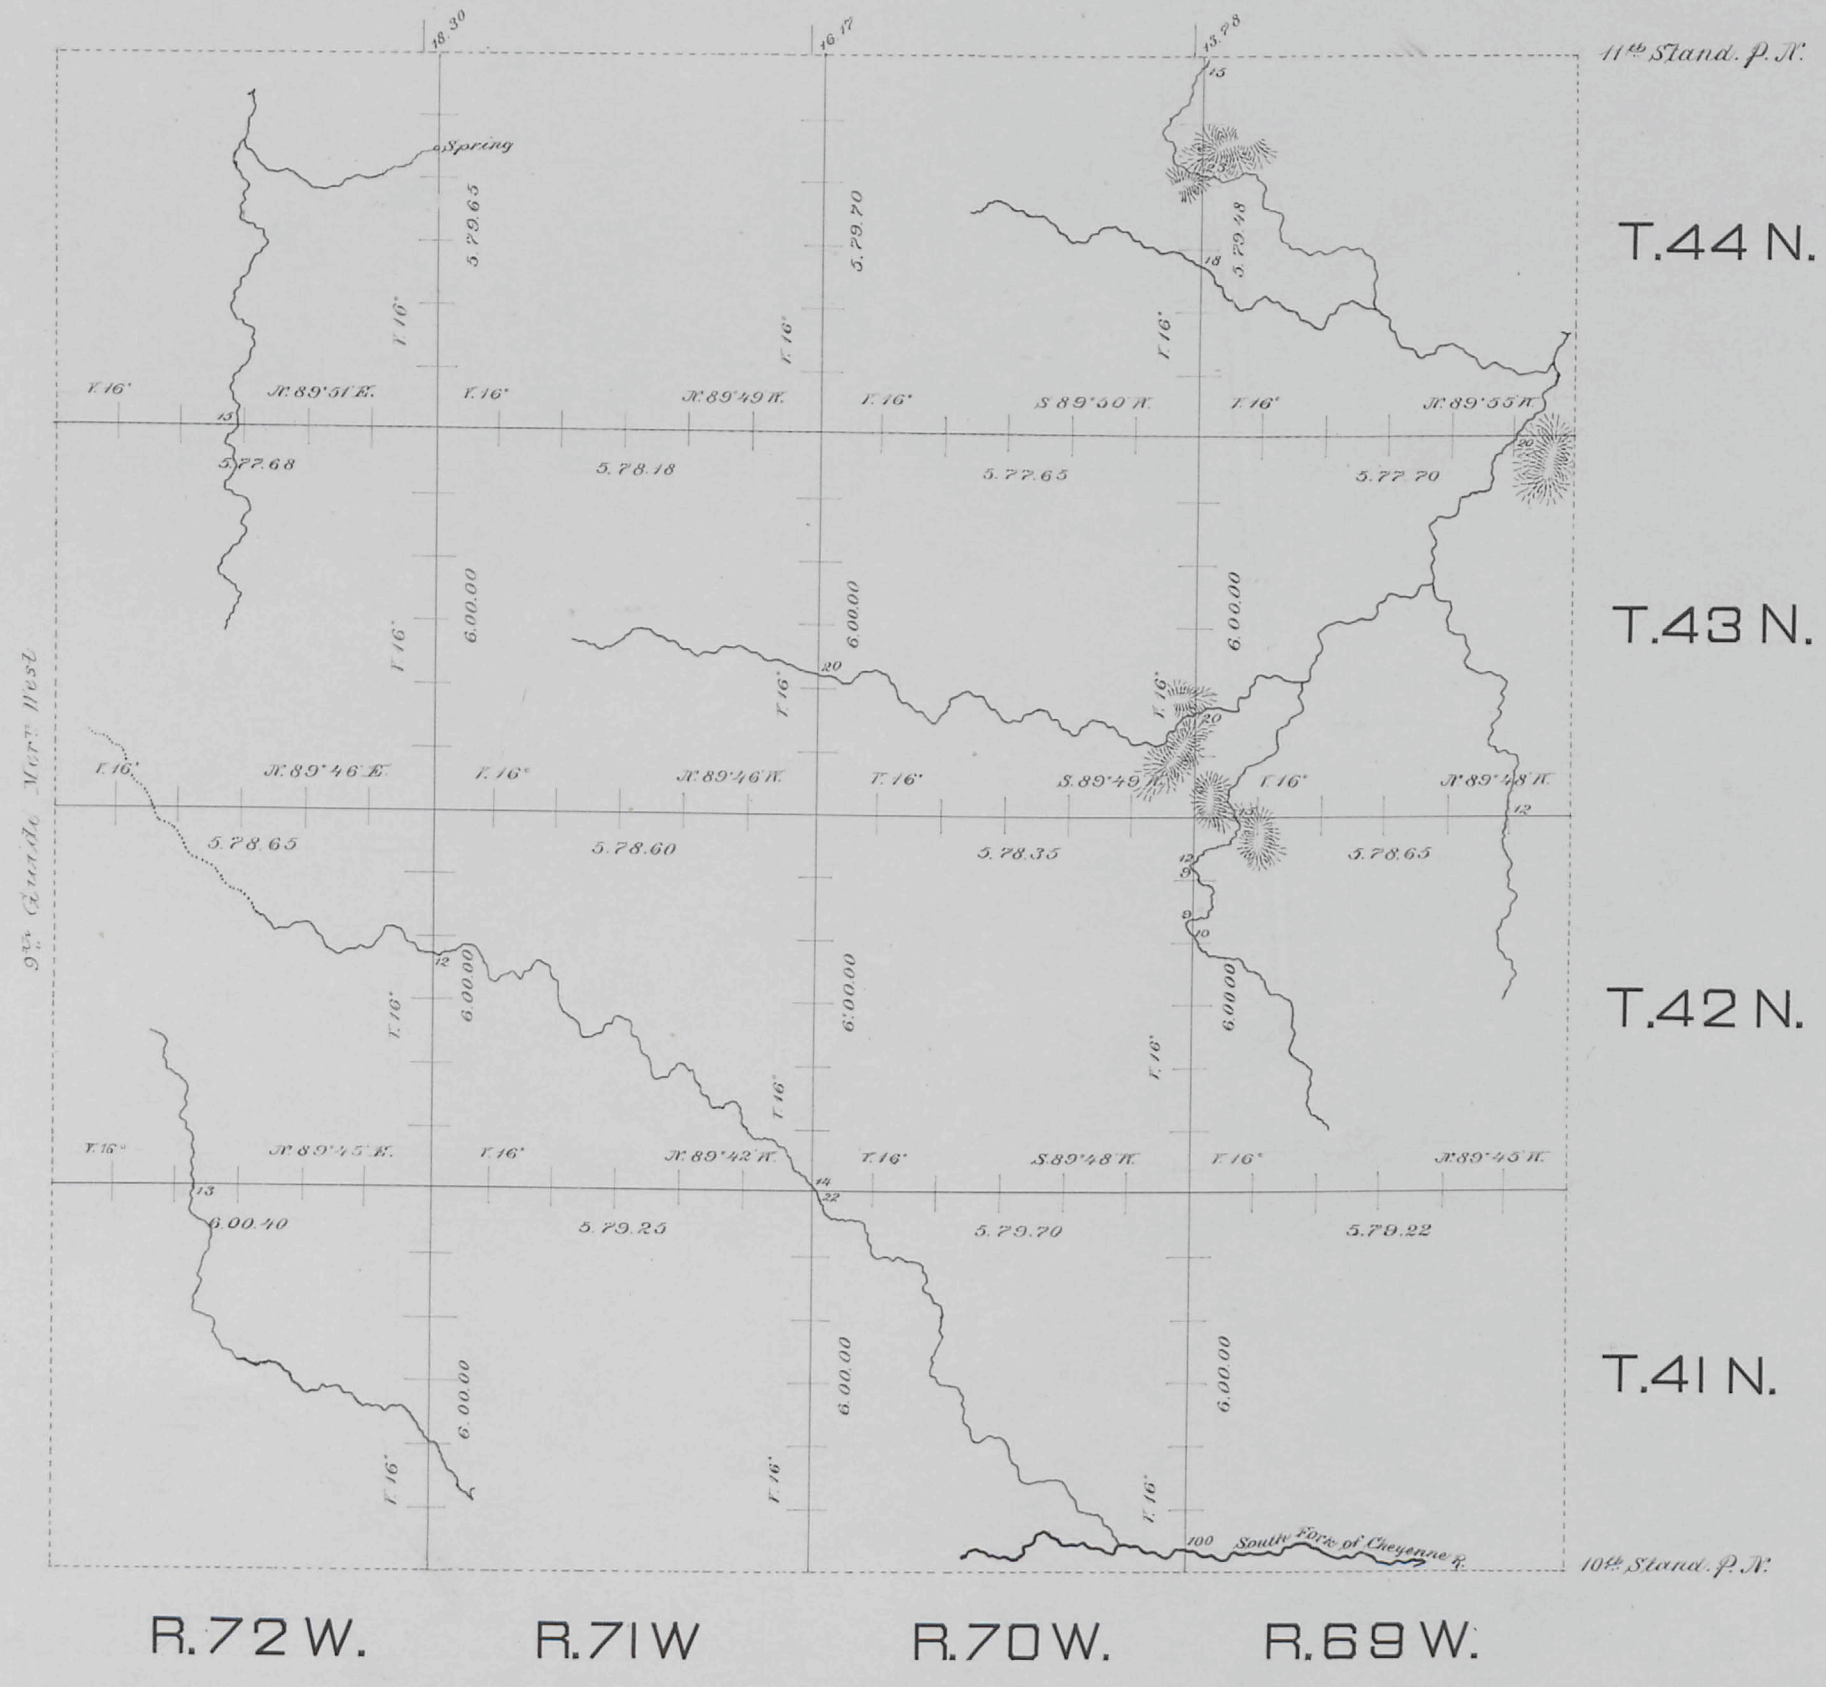 18.30
16.17
13.78
11th Stand. P. N.
15
Spring
5.79.65
5.79.70
5.79.48
18
T. 44 N.
V. 16°
V. 16°
V. 16°
V. 16°
N. 89°51' E.
V. 16°
N. 89°49' W.
V. 16°
S 89°50' W.
V. 16°
N. 89°55' W.
15
20
5.77.68
5.78.18
5.77.65
5.77.70
6.00.00
6.00.00
6.00.00
T. 43 N.
V. 16°
V. 16°
V. 16°
20
20
9th Guide Mer. West
V. 16°
N. 89°46' E.
V. 16°
N. 89°46' W.
V. 16°
S. 89°49' W.
V. 16°
N. 89°48' W.
15
12
5.78.65
5.78.60
5.78.35
5.78.65
12
9
9
10
12
6.00.00
6.00.00
6.00.00
T. 42 N.
V. 16°
V. 16°
V. 16°
V. 16°
N. 89°45' E.
V. 16°
N. 89°42' W.
V. 16°
S. 89°48' W.
V. 16°
N. 89°45' W.
13
14
22
6.00.40
5.79.25
5.79.70
5.79.22
6.00.00
6.00.00
6.00.00
T. 41 N.
V. 16°
V. 16°
V. 16°
100
South Fork of Cheyenne R.
10th Stand. P. N.
R. 72 W.
R. 71 W
R. 70 W.
R. 69 W.